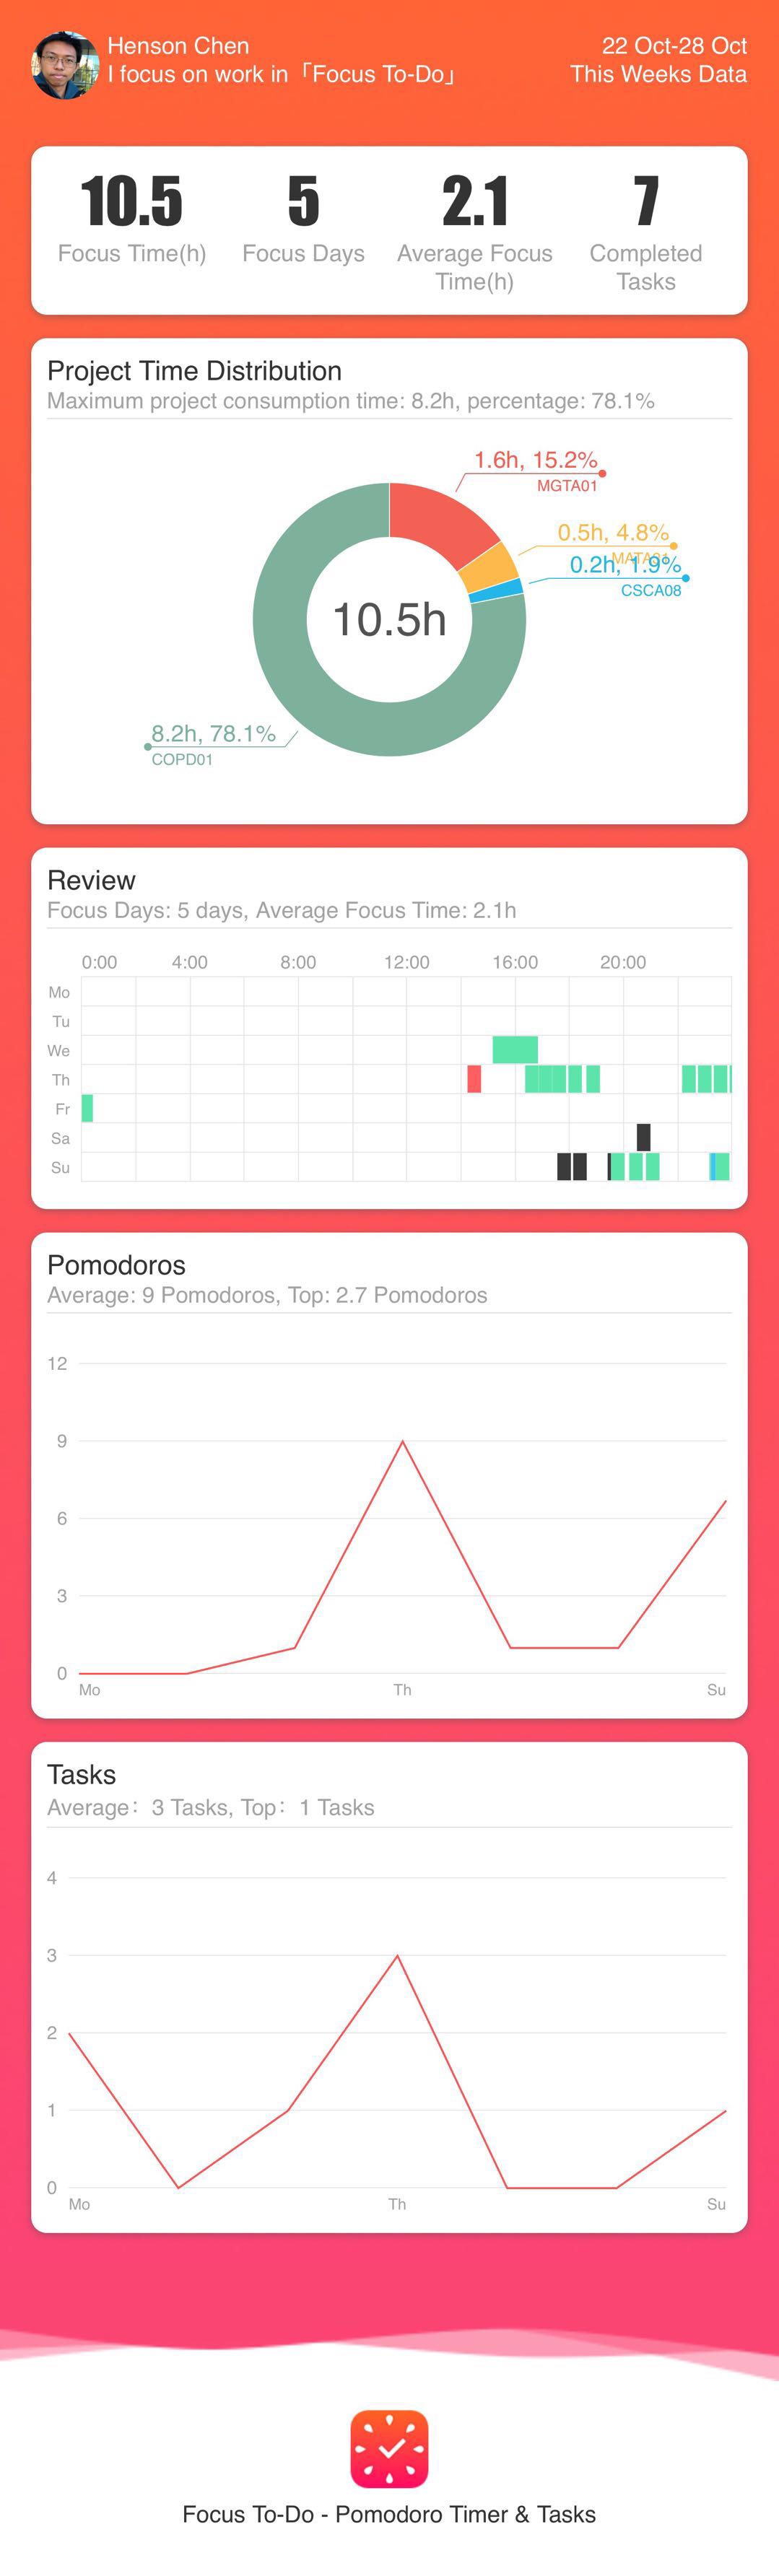 Henson Chen
I focus on work in「Focus To-Do」
22 Oct-28 Oct
This Weeks Data
10.5
Focus Time(h)
5
Focus Days
2.1
Average Focus
Time(h)
7
Completed
Tasks
Project Time Distribution
Maximum project consumption time: 8.2h, percentage: 78.1%
1.6h, 15.2%
MGTA01
0.5h, 4.8%
0.2h, 1.9%
CSCA08
10.5h
8.2h, 78.1%
COPD01
Review
Focus Days: 5 days, Average Focus Time: 2.1h
0:00 4:00 8:00 12:00 16:00 20:00
Mo
Tu
We
Th
Fr
Sa
Su
Pomodoros
Average: 9 Pomodoros, Top: 2.7 Pomodoros
12
9
6
3
0
Mo Th Su
Tasks
Average：3 Tasks, Top：1 Tasks
4
3
2
1
0
Mo Th Su
Focus To-Do - Pomodoro Timer & Tasks